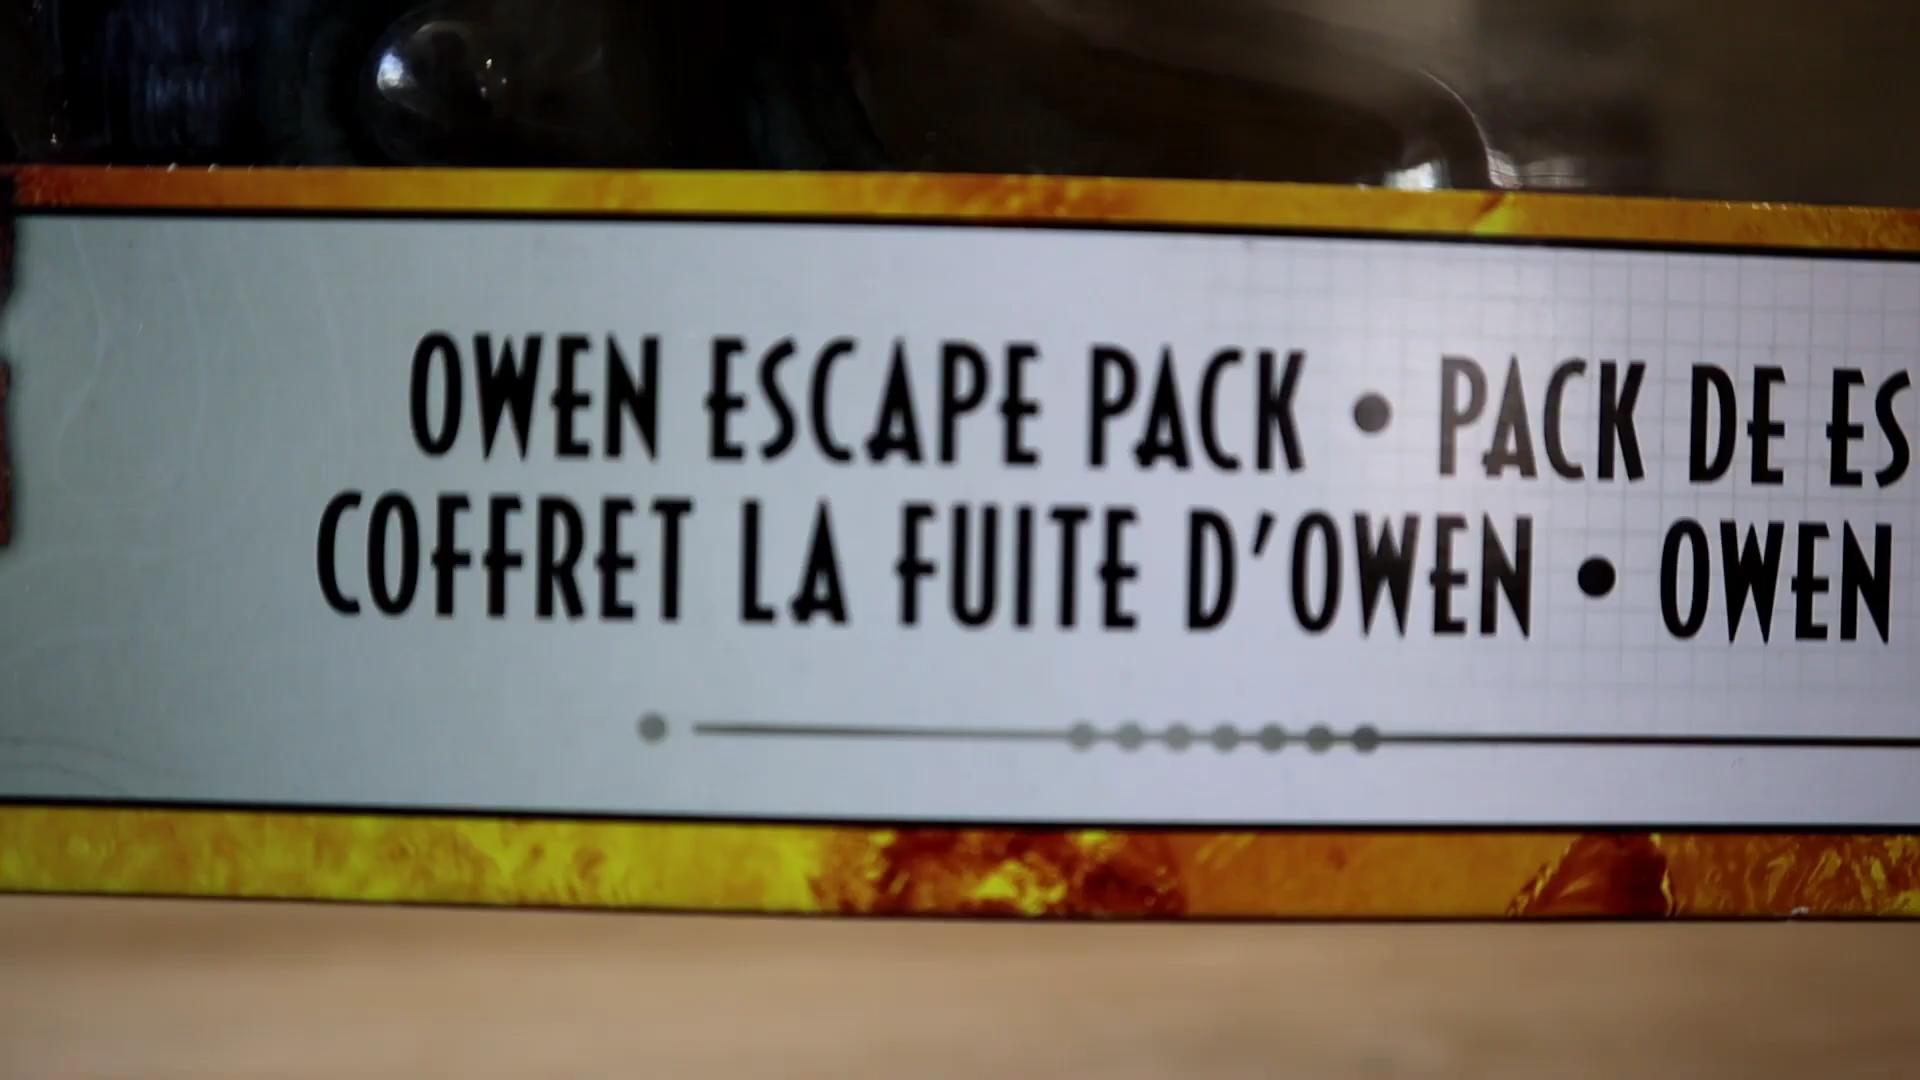 OWEN ESCAPE PACK • PACK DE ES
COFFRET LA FUITE D'OWEN • OWEN